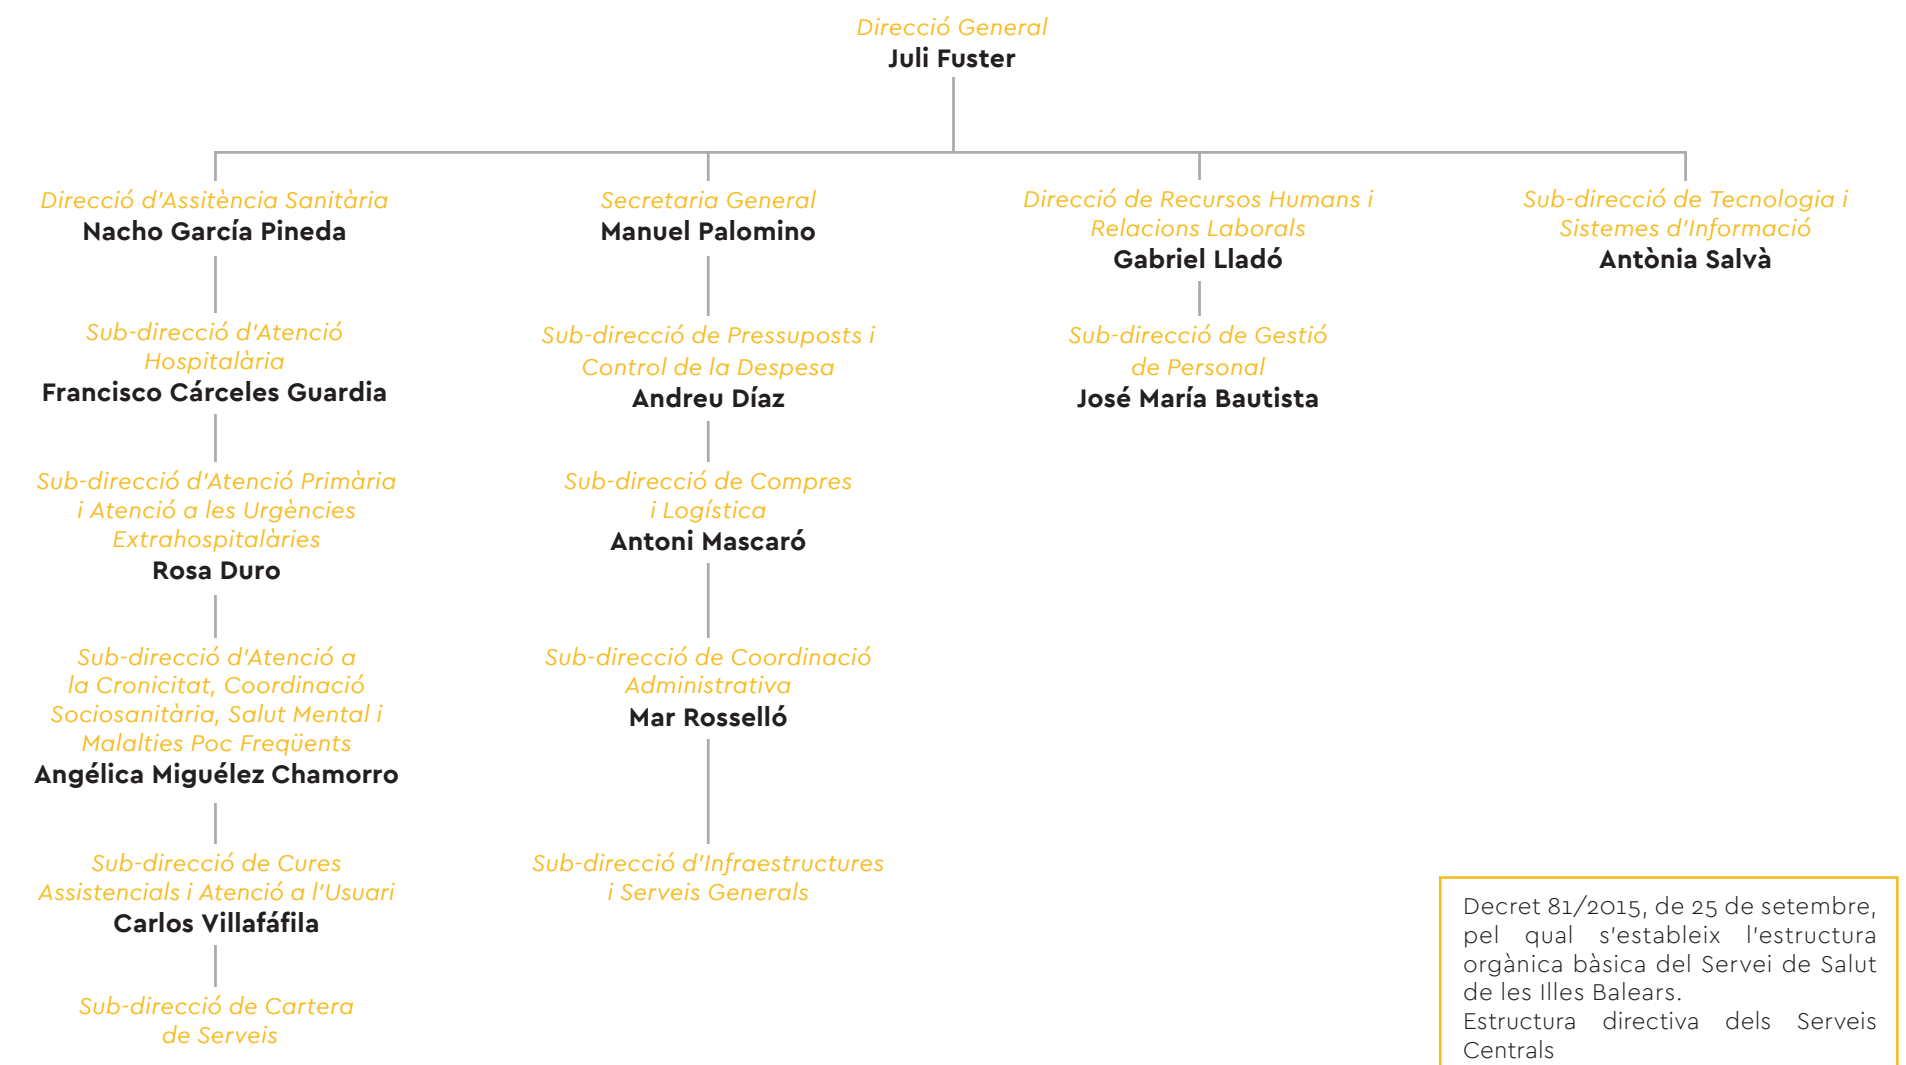 Direcció General
Juli Fuster
Direcció d'Assitència Sanitària
Nacho García Pineda
Sub-direcció d'Atenció
Hospitalària
Francisco Cárceles Guardia
Sub-direcció d'Atenció Primària
i Atenció a les Urgències
Extrahospitalàries
Rosa Duro
Sub-direcció d'Atenció a
la Cronicitat, Coordinació
Sociosanitària, Salut Mental i
Malalties Poc Freqüents
Angélica Miguélez Chamorro
Sub-direcció de Cures
Assistencials i Atenció a l'Usuari
Carlos Villafáfila
Sub-direcció de Cartera
de Serveis
Secretaria General
Manuel Palomino
Sub-direcció de Pressuposts i
Control de la Despesa
Andreu Díaz
Sub-direcció de Compres
i Logística
Antoni Mascaró
Sub-direcció de Coordinació
Administrativa
Mar Rosselló
Sub-direcció d'Infraestructures
i Serveis Generals
Direcció de Recursos Humans i
Relacions Laborals
Gabriel Lladó
Sub-direcció de Gestió
de Personal
José María Bautista
Sub-direcció de Tecnologia i
Sistemes d'Informació
Antònia Salvà
Decret 81/2015, de 25 de setembre,
pel qual s'estableix l'estructura
orgànica bàsica del Servei de Salut
de les Illes Balears.
Estructura directiva dels Serveis
Centrals